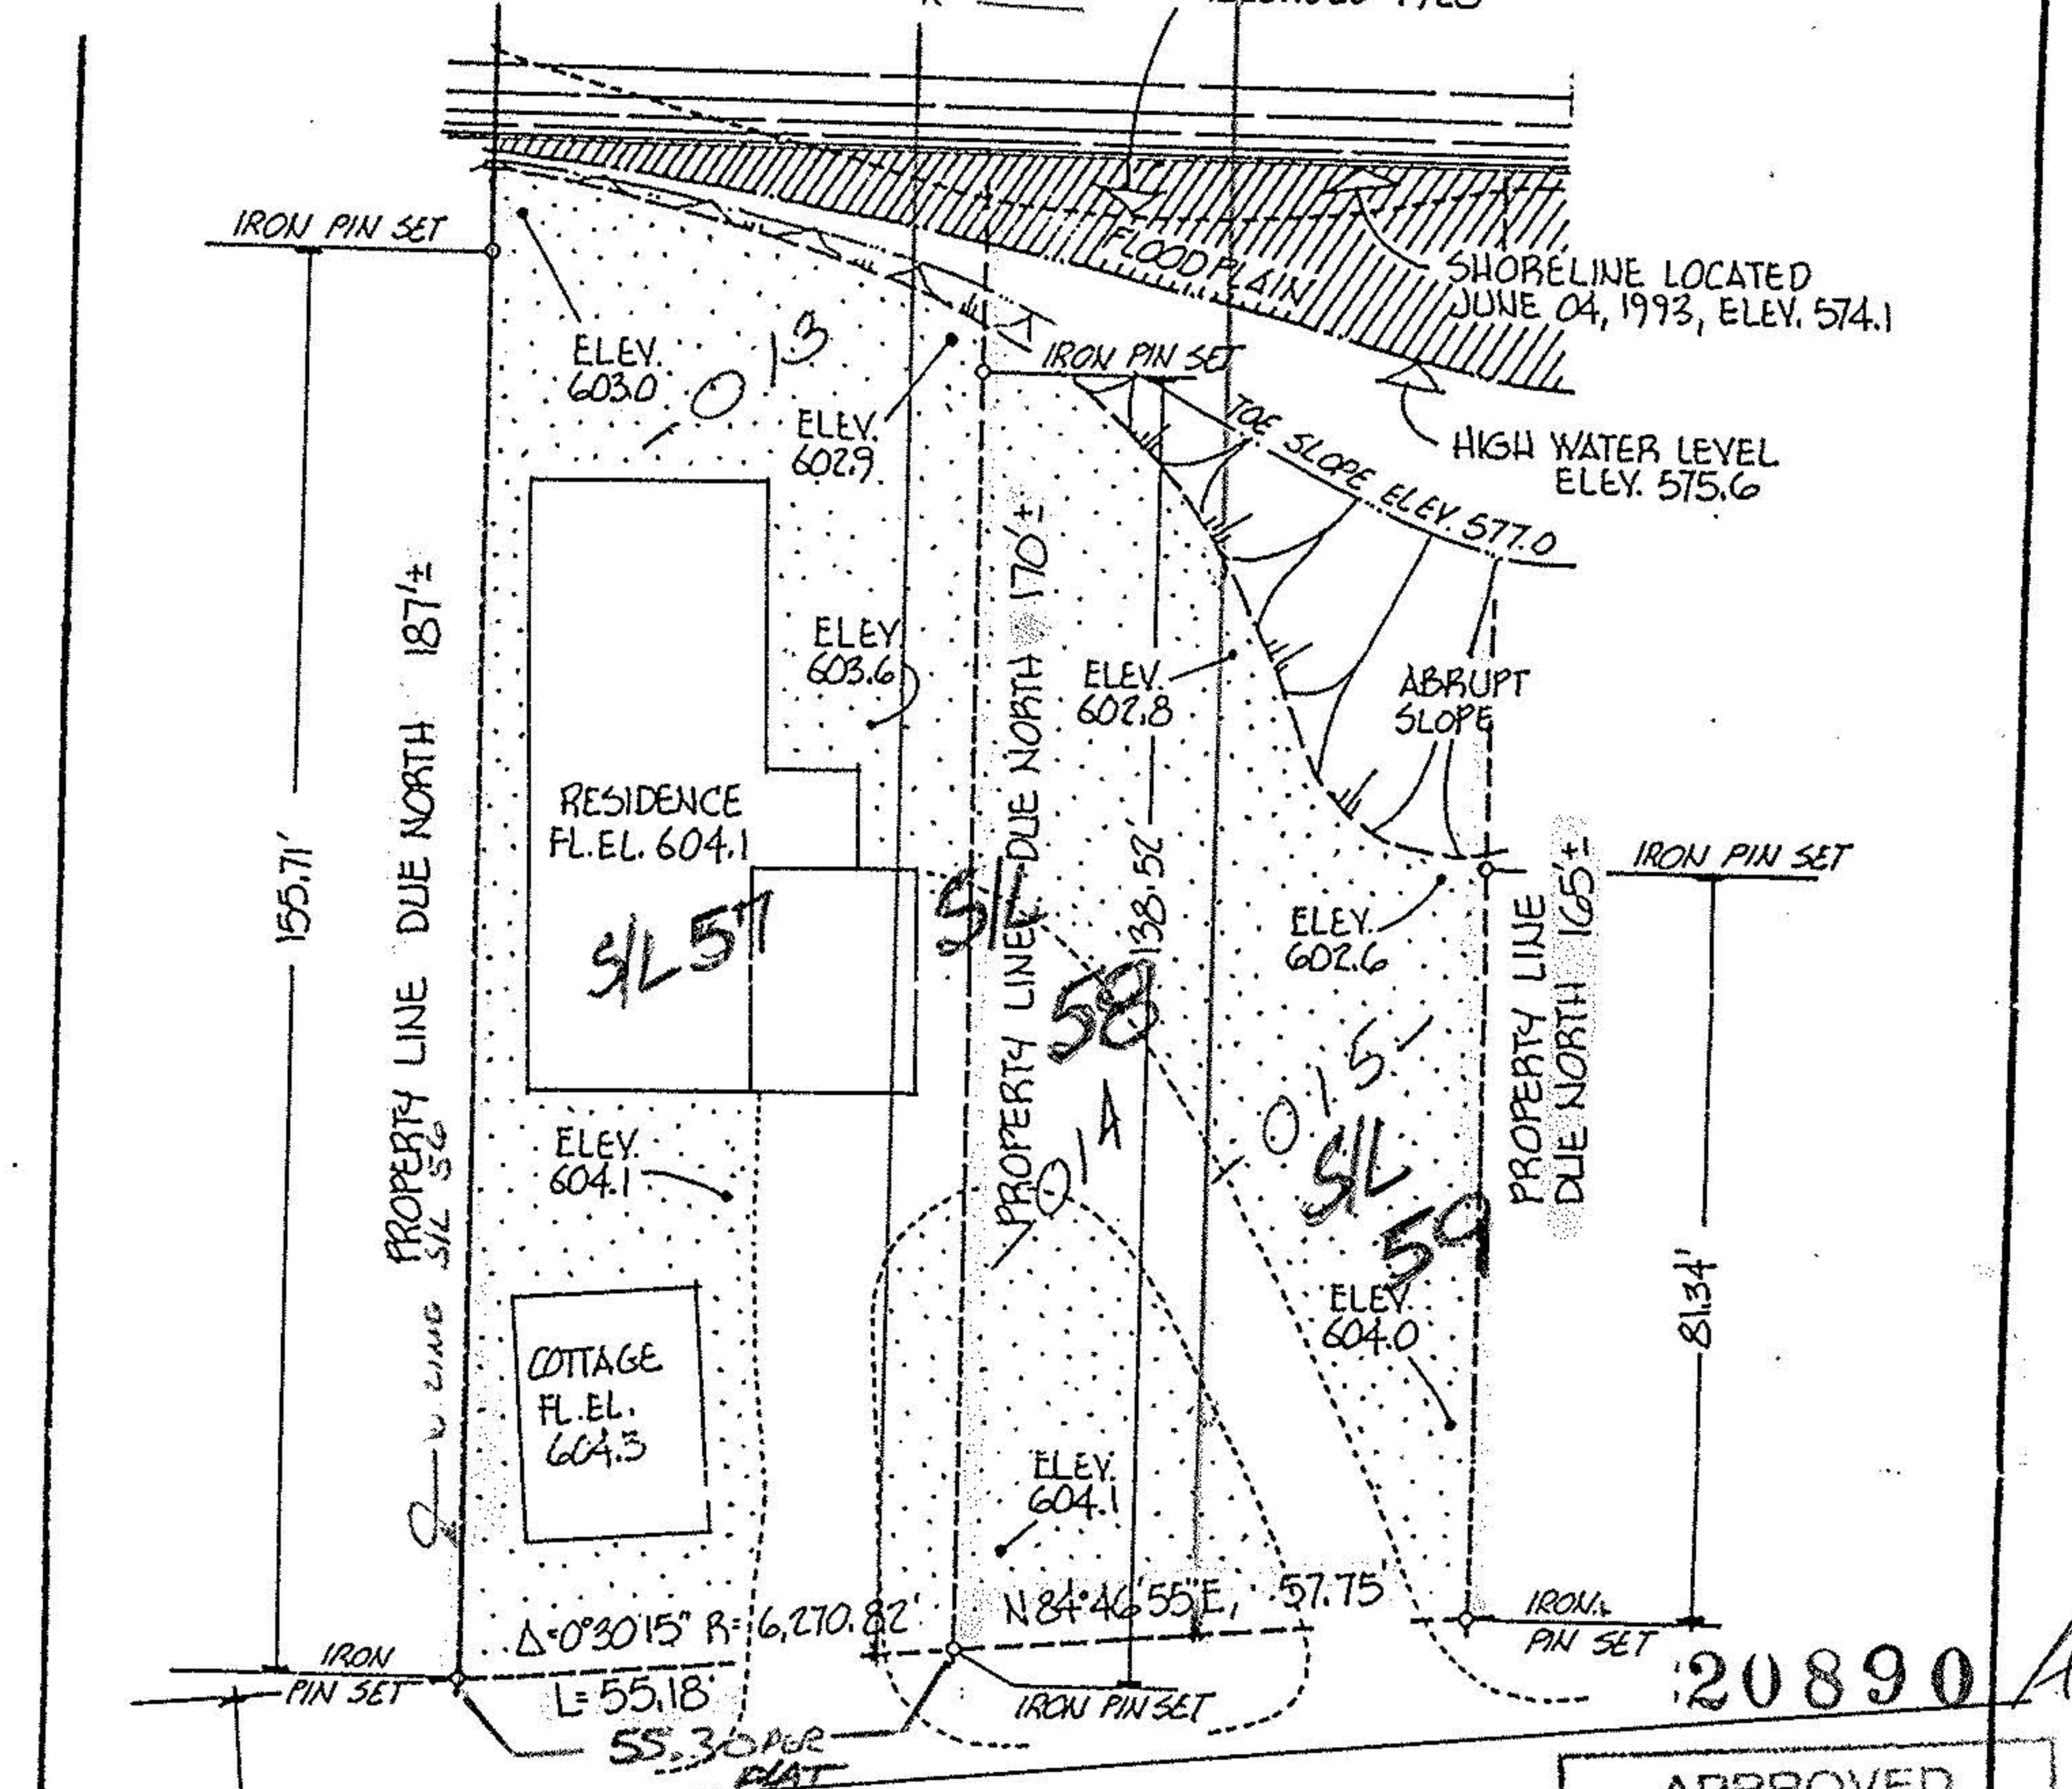 IRON PIN SET
FLOOD PLAIN
SHORELINE LOCATED
JUNE 04, 1993, ELEV. 574.1
ELEV.
603.0
013
IRON PIN SET
ELEV.
602.9
TOE SLOPE ELEV. 577.0
HIGH WATER LEVEL
ELEV. 575.6
PROPERTY LINE DUE NORTH 187'±
PROPERTY LINE DUE NORTH 170'±
ELEV.
603.6
ELEV.
602.8
ABRUPT
SLOPE
RESIDENCE
FL.EL. 604.1
155.71'
138.52'
IRON PIN SET
S/L 57
S/L
58
ELEV.
602.6
PROPERTY LINE
DUE NORTH 165'±
015
S/L
59
014
ELEV.
604.1
S/L 56
81.34'
ELEV.
604.0
COTTAGE
FL.EL.
604.3
ELEV.
604.1
Δ=0°30'15" R=6,270.82'
N84°46'55"E, 57.75'
IRON
PIN SET
IRON
PIN SET
L=55.18'
IRON PIN SET
55.30 PER
PLAT
20890
APPROVED